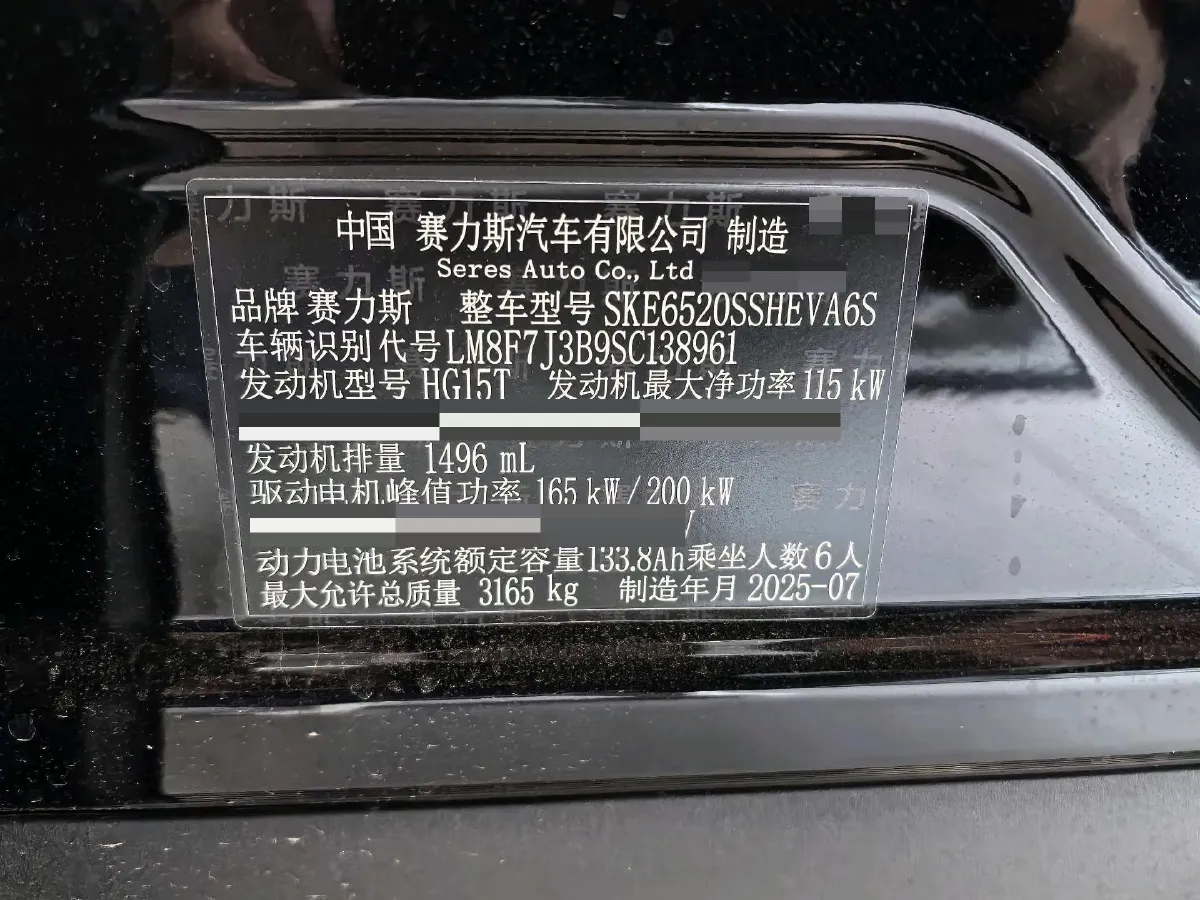 中国 赛力斯汽车有限公司 制造
Seres Auto Co., Ltd
品牌 赛力斯 整车型号 SKE6520SSHEVA6S
车辆识别代号 LM8F7J3B9SC138961
发动机型号 HG15T 发动机最大净功率 115 kW
发动机排量 1496 mL
驱动电机峰值功率 165 kW / 200 kW
动力电池系统额定容量 133.8Ah 乘坐人数 6 人
最大允许总质量 3165 kg 制造年月 2025-07